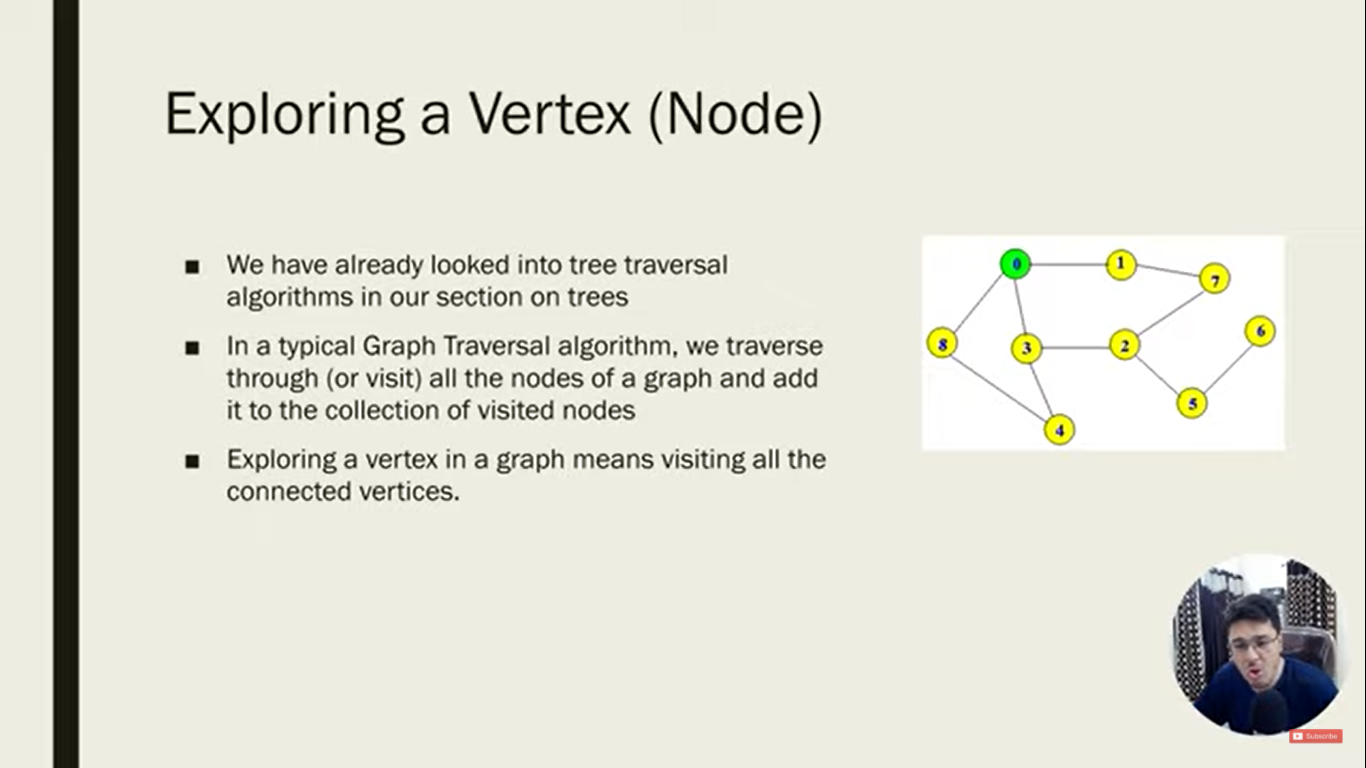 Exploring a Vertex (Node)
■ We have already looked into tree traversal
algorithms in our section on trees
■ In a typical Graph Traversal algorithm, we traverse
through (or visit) all the nodes of a graph and add
it to the collection of visited nodes
■ Exploring a vertex in a graph means visiting all the
connected vertices.
0 1 7
8 3 2 6
5
4
Subscribe